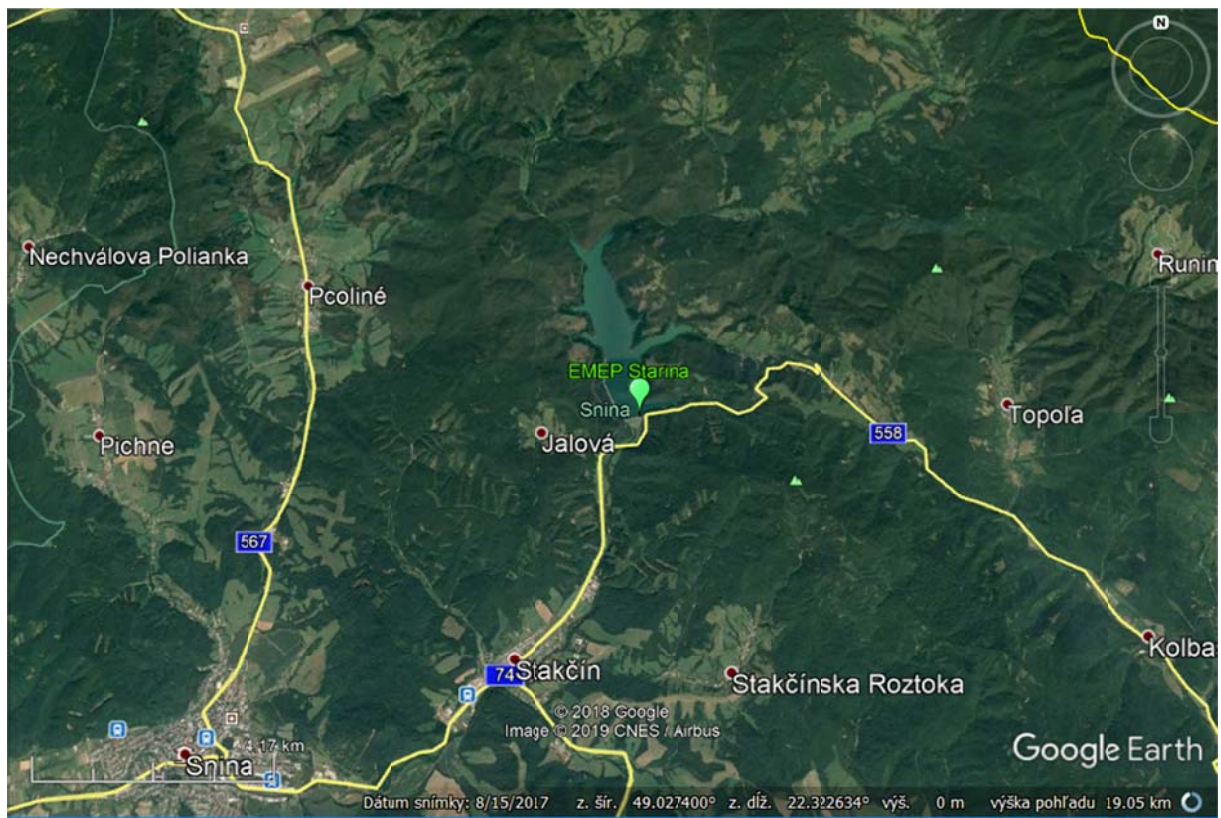 N
Nechválova Polianka
Runin
Pcoliné
EMEP Starina
Snina
Topoľa
Jalová
558
Pichne
567
Kolba
Stakčín
74
Stakčínska Roztoka
© 2018 Google
Image © 2019 CNES / Airbus
4.17 km
Snina
Google Earth
Dátum snímky: 8/15/2017 z. šír. 49.027400° z. dĺž. 22.322634° výš. 0 m výška pohľadu 19.05 km